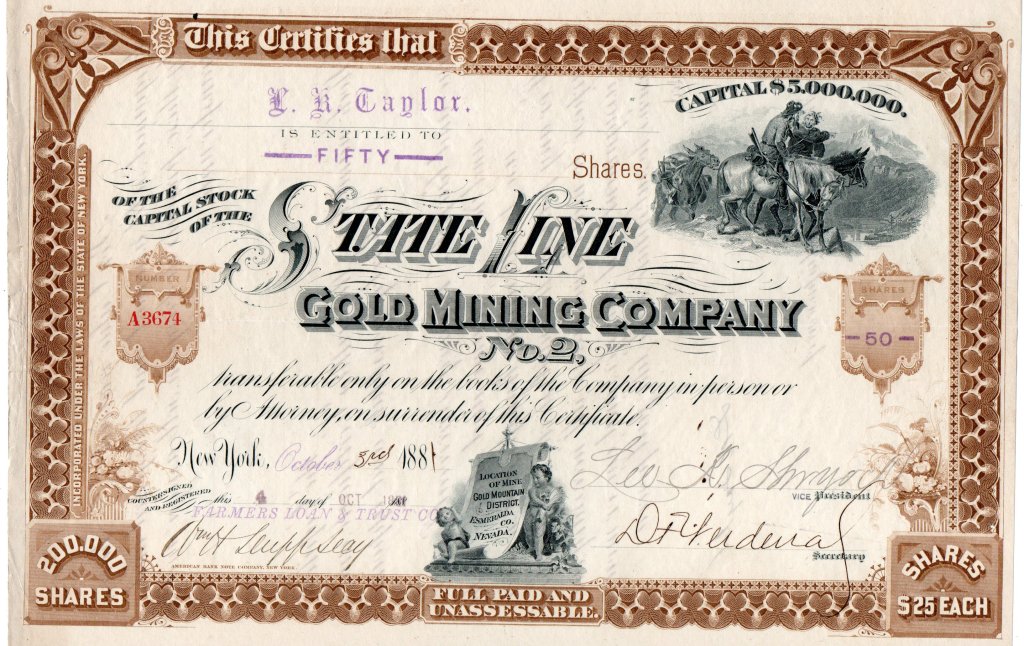 This Certifies that
L. K. Taylor.
IS ENTITLED TO
FIFTY
Shares.
CAPITAL $5,000,000.
OF THE
CAPITAL STOCK
OF THE
STATE LINE
GOLD MINING COMPANY
No. 2,
NUMBER
A3674
SHARES
50
INCORPORATED UNDER THE LAWS OF THE STATE OF NEW YORK.
transferable only on the books of the Company in person or
by Attorney, on surrender of this Certificate.
New York, October 3rd 1881
COUNTERSIGNED
AND REGISTERED
this 4 day of OCT 1881
FARMERS LOAN & TRUST CO
LOCATION
OF MINE
GOLD MOUNTAIN
DISTRICT,
ESMERALDA
CO.
NEVADA.
VICE President
Secretary
AMERICAN BANK NOTE COMPANY, NEW YORK
200,000
SHARES
FULL PAID AND
UNASSESSABLE.
SHARES
$25 EACH